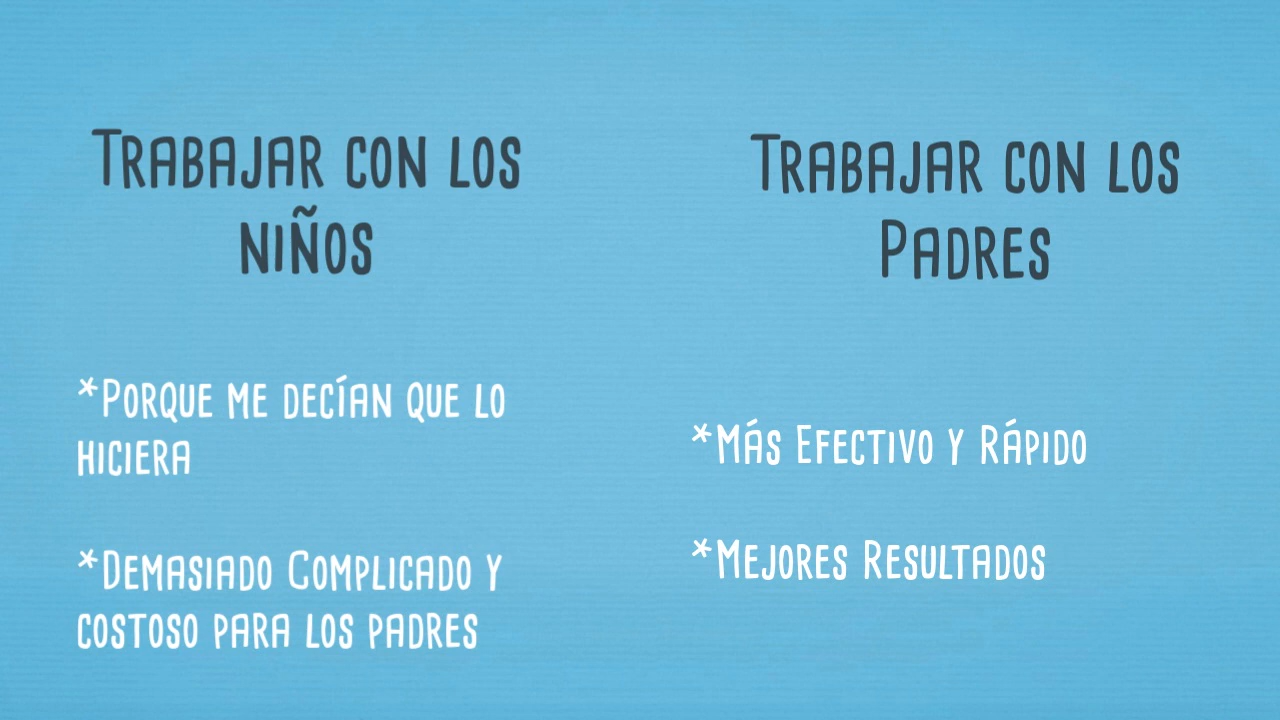 Trabajar con los
niños
*Porque me decían que lo
hiciera
*Demasiado Complicado y
costoso para los padres
Trabajar con los
Padres
*Más Efectivo y Rápido
*Mejores Resultados